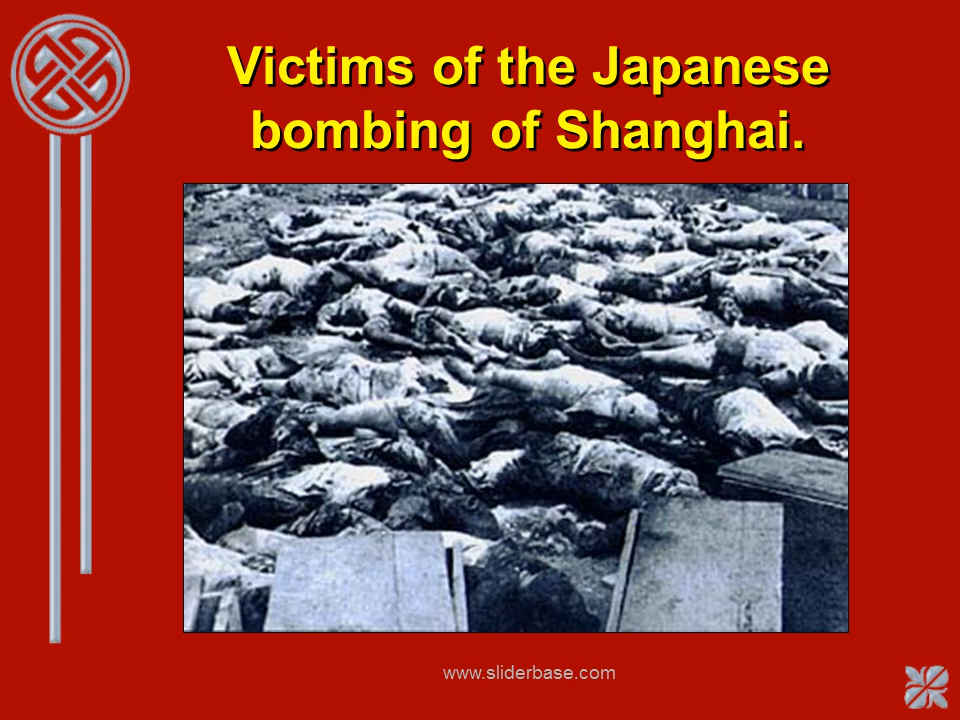 Victims of the Japanese
bombing of Shanghai.
www.sliderbase.com